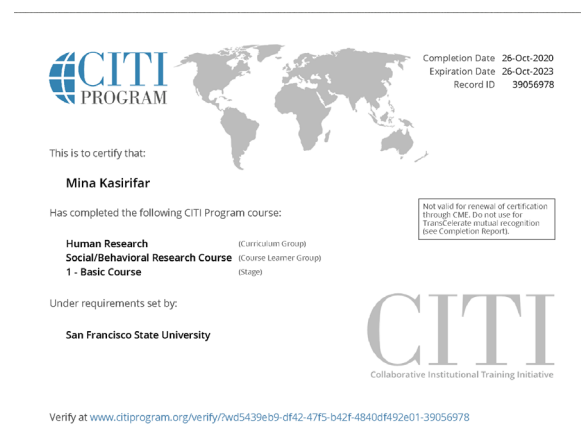 CITI
PROGRAM
Completion Date 26-Oct-2020
Expiration Date 26-Oct-2023
Record ID 39056978
This is to certify that:
Mina Kasirifar
Has completed the following CITI Program course:
Not valid for renewal of certification
through CME. Do not use for
TransCelerate mutual recognition
(see Completion Report).
Human Research (Curriculum Group)
Social/Behavioral Research Course (Course Learner Group)
1 - Basic Course (Stage)
Under requirements set by:
San Francisco State University
CITI
Collaborative Institutional Training Initiative
Verify at www.citiprogram.org/verify/?wd5439eb9-df42-47f5-b42f-4840df492e01-39056978